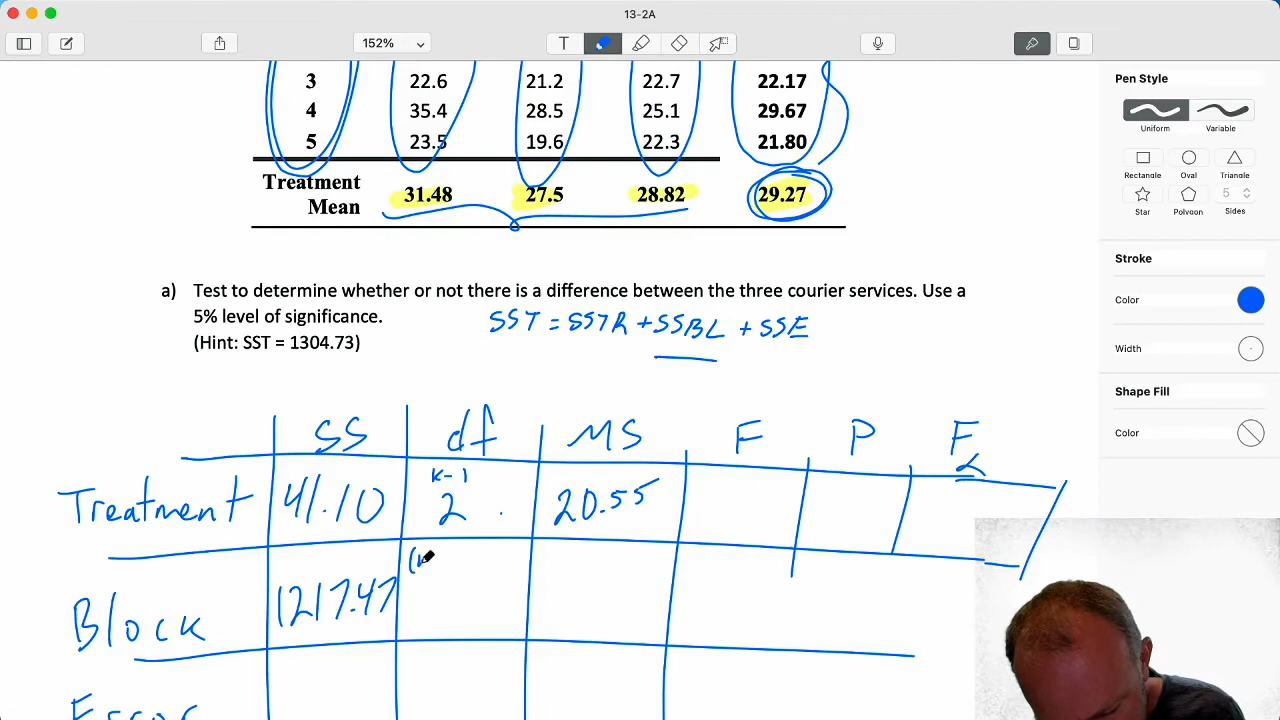 13-2A
152%
T
3 22.6 21.2 22.7 22.17
4 35.4 28.5 25.1 29.67
5 23.5 19.6 22.3 21.80
Treatment
Mean 31.48 27.5 28.82 29.27
a) Test to determine whether or not there is a difference between the three courier services. Use a
5% level of significance.
(Hint: SST = 1304.73)
SST = SSTR + SSBL + SSE
SS df MS F P Fα
k-1
Treatment 41.10 2 20.55
Block 1217.47
Error
Pen Style
Uniform Variable
Rectangle Oval Triangle
5
Star Polygon Sides
Stroke
Color
Width
Shape Fill
Color